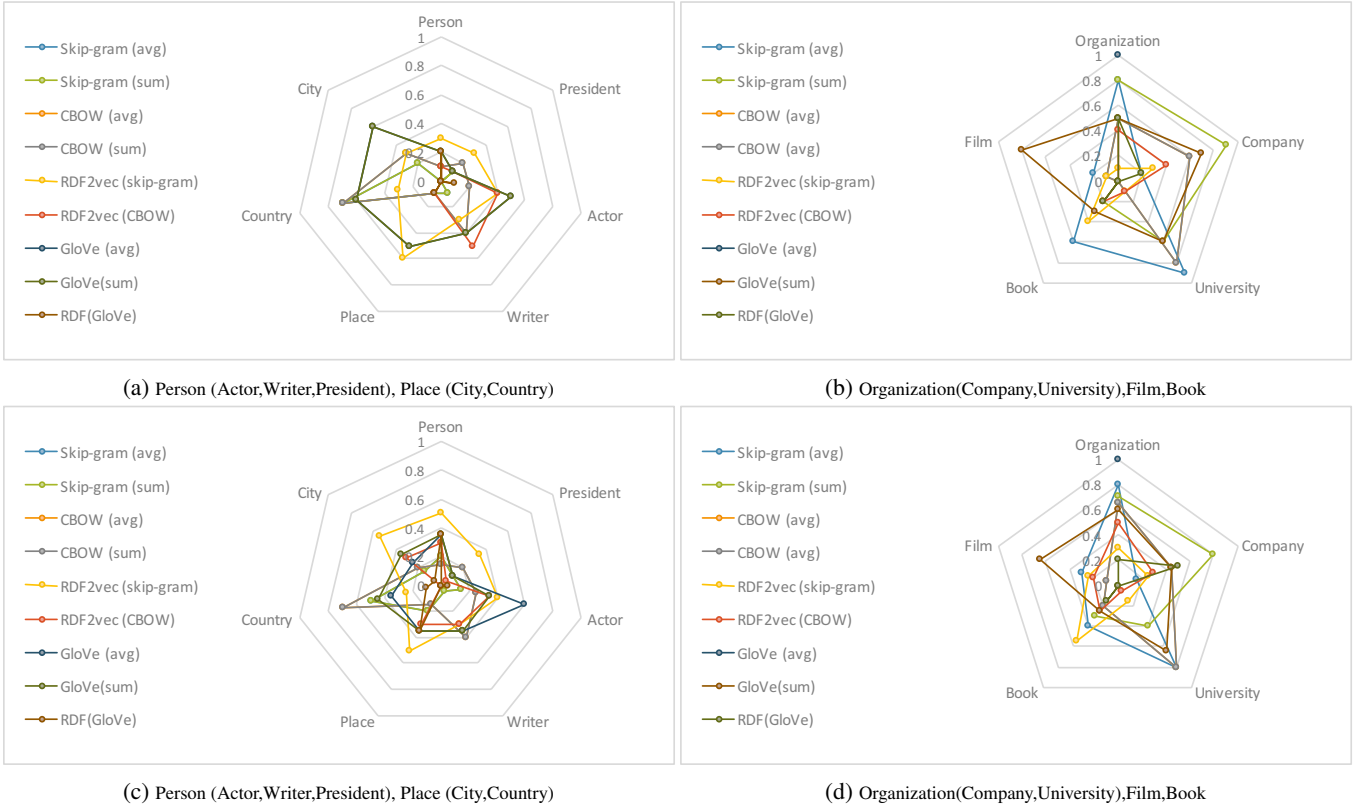 Person
1
0.8
0.6
0.4
0.2
0
President
Actor
Writer
Place
Country
City
Skip-gram (avg)
Skip-gram (sum)
CBOW (avg)
CBOW (sum)
RDF2vec (skip-gram)
RDF2vec (CBOW)
GloVe (avg)
GloVe(sum)
RDF(GloVe)
(a) Person (Actor,Writer,President), Place (City,Country)
Organization
1
0.8
0.6
0.4
0.2
0
Company
University
Book
Film
Skip-gram (avg)
Skip-gram (sum)
CBOW (avg)
CBOW (avg)
RDF2vec (skip-gram)
RDF2vec (CBOW)
GloVe (avg)
GloVe(sum)
RDF(GloVe)
(b) Organization(Company,University),Film,Book
Person
1
0.8
0.6
0.4
0.2
0
President
Actor
Writer
Place
Country
City
Skip-gram (avg)
Skip-gram (sum)
CBOW (avg)
CBOW (sum)
RDF2vec (skip-gram)
RDF2vec (CBOW)
GloVe (avg)
GloVe(sum)
RDF(GloVe)
(c) Person (Actor,Writer,President), Place (City,Country)
Organization
1
0.8
0.6
0.4
0.2
0
Company
University
Book
Film
Skip-gram (avg)
Skip-gram (sum)
CBOW (avg)
CBOW (avg)
RDF2vec (skip-gram)
RDF2vec (CBOW)
GloVe (avg)
GloVe(sum)
RDF(GloVe)
(d) Organization(Company,University),Film,Book